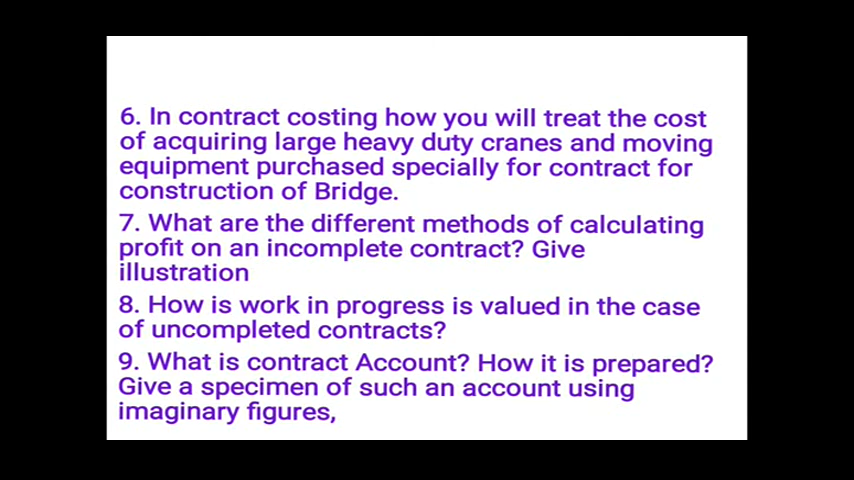 6. In contract costing how you will treat the cost
of acquiring large heavy duty cranes and moving
equipment purchased specially for contract for
construction of Bridge.
7. What are the different methods of calculating
profit on an incomplete contract? Give
illustration
8. How is work in progress is valued in the case
of uncompleted contracts?
9. What is contract Account? How it is prepared?
Give a specimen of such an account using
imaginary figures,